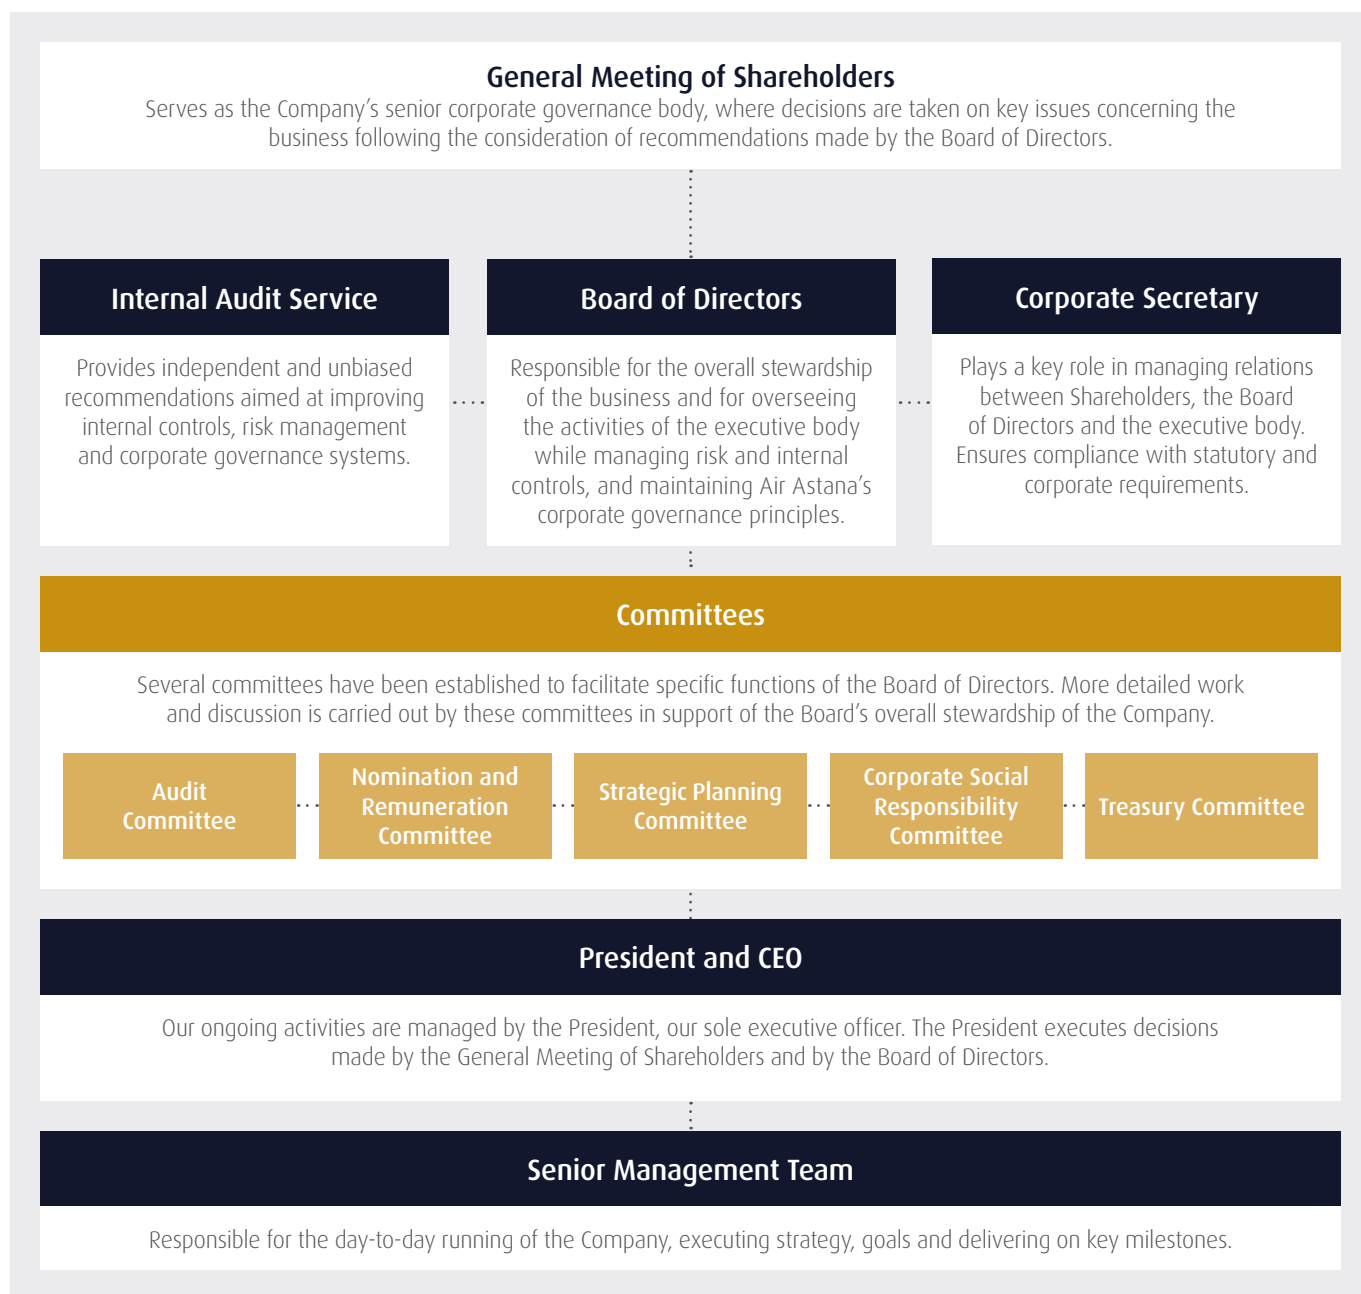 General Meeting of Shareholders
Serves as the Company’s senior corporate governance body, where decisions are taken on key issues concerning the
business following the consideration of recommendations made by the Board of Directors.
Internal Audit Service
Provides independent and unbiased
recommendations aimed at improving
internal controls, risk management
and corporate governance systems.
Board of Directors
Responsible for the overall stewardship
of the business and for overseeing
the activities of the executive body
while managing risk and internal
controls, and maintaining Air Astana’s
corporate governance principles.
Corporate Secretary
Plays a key role in managing relations
between Shareholders, the Board
of Directors and the executive body.
Ensures compliance with statutory and
corporate requirements.
Committees
Several committees have been established to facilitate specific functions of the Board of Directors. More detailed work
and discussion is carried out by these committees in support of the Board’s overall stewardship of the Company.
Audit
Committee
Nomination and
Remuneration
Committee
Strategic Planning
Committee
Corporate Social
Responsibility
Committee
Treasury Committee
President and CEO
Our ongoing activities are managed by the President, our sole executive officer. The President executes decisions
made by the General Meeting of Shareholders and by the Board of Directors.
Senior Management Team
Responsible for the day-to-day running of the Company, executing strategy, goals and delivering on key milestones.